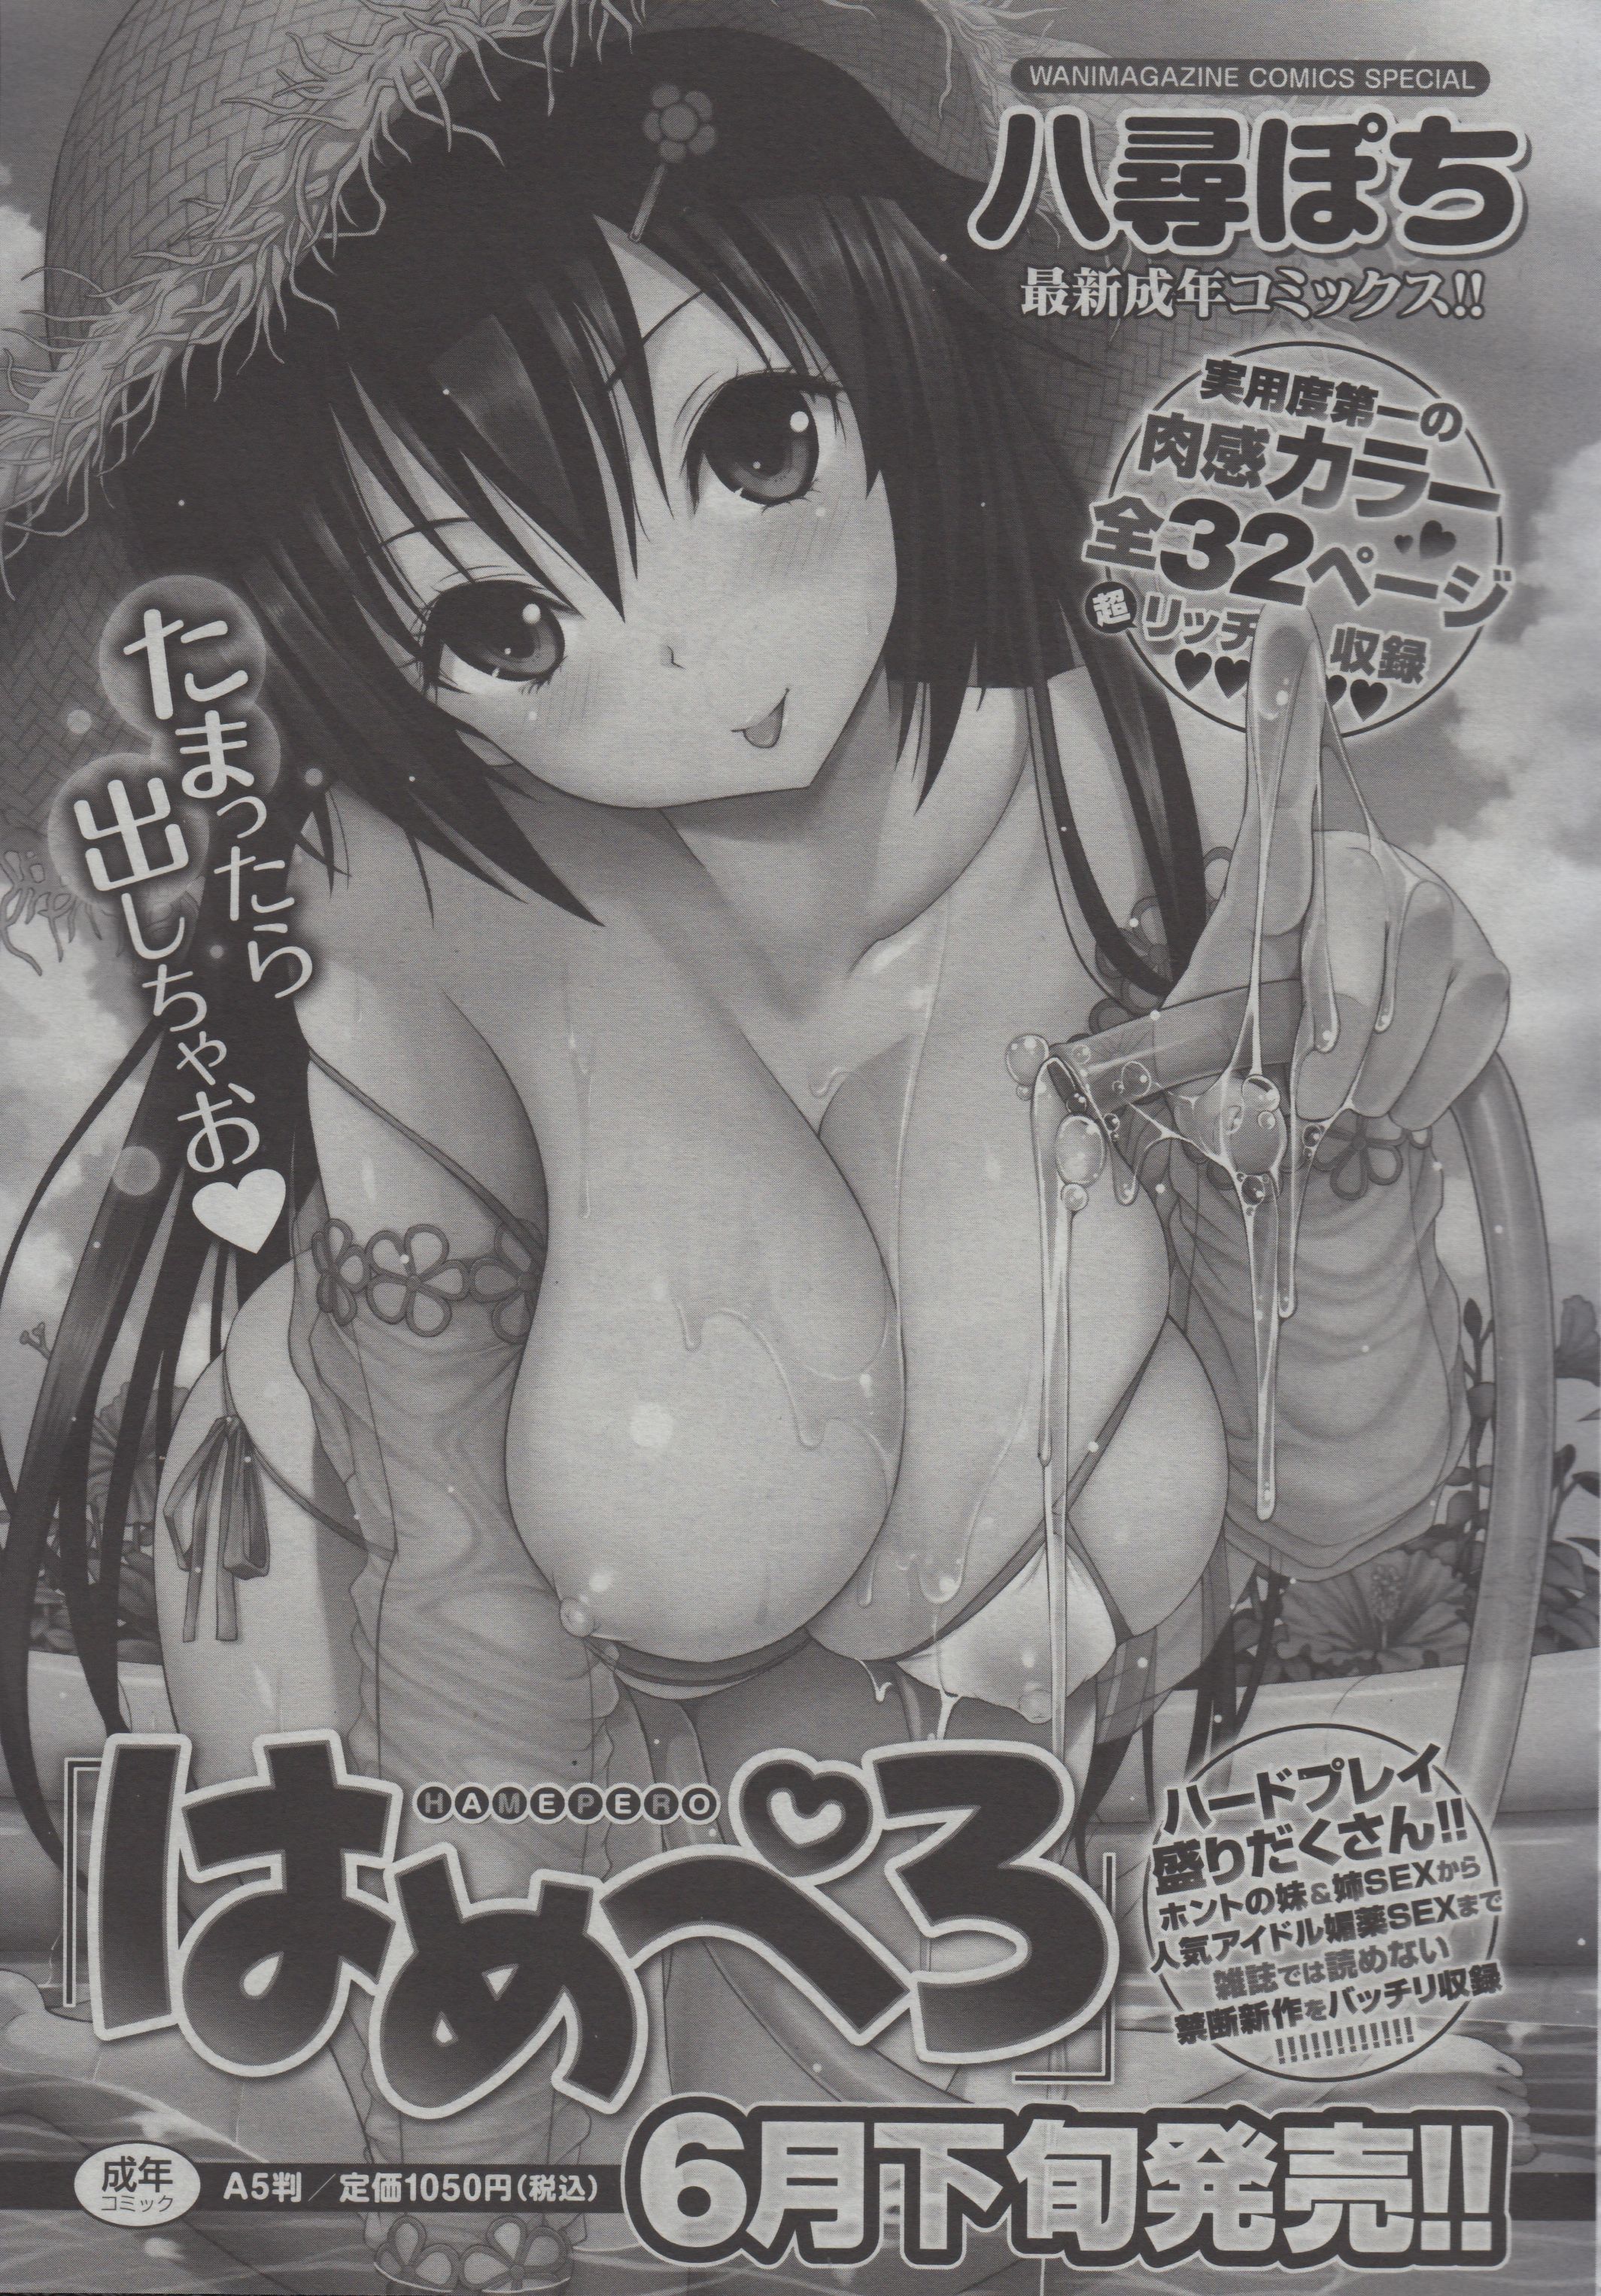 WANIMAGAZINE COMICS SPECIAL
八尋ぽち
最新成年コミックス!!
実用度第一の
肉感カラー
全32ページ
超リッチ 収録
たまったら
出しちゃお♥
HAMEPERO
『はめぺろ』
ハードプレイ
盛りだくさん!!
ホントの妹&姉SEXから
人気アイドル媚薬SEXまで
雑誌では読めない
禁断新作をバッチリ収録
!!!!!!!!!!!!
成年
コミック
A5判／定価1050円(税込)
6月下旬発売!!